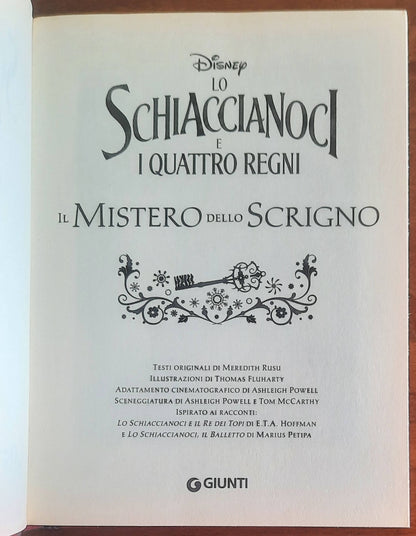 Disney
LO
SCHIACCIANOCI
E
I QUATTRO REGNI
IL MISTERO DELLO SCRIGNO
TESTI ORIGINALI DI MEREDITH RUSU
ILLUSTRAZIONI DI THOMAS FLUHARTY
ADATTAMENTO CINEMATOGRAFICO DI ASHLEIGH POWELL
SCENEGGIATURA DI ASHLEIGH POWELL E TOM MCCARTHY
ISPIRATO AI RACCONTI:
LO SCHIACCIANOCI E IL RE DEI TOPI DI E.T.A. HOFFMAN
E LO SCHIACCIANOCI, IL BALLETTO DI MARIUS PETIPA
GIUNTI